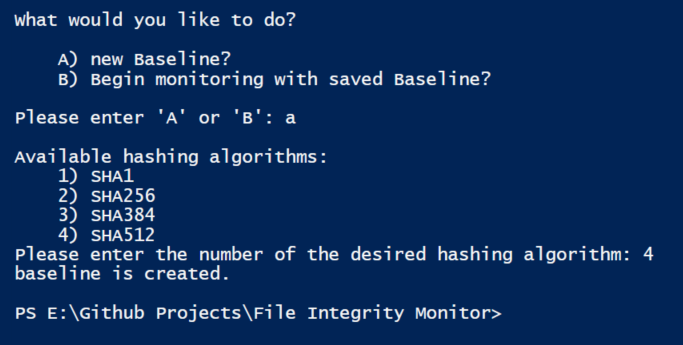 What would you like to do?
A) new Baseline?
B) Begin monitoring with saved Baseline?
Please enter 'A' or 'B': a
Available hashing algorithms:
1) SHA1
2) SHA256
3) SHA384
4) SHA512
Please enter the number of the desired hashing algorithm: 4
baseline is created.
PS E:\Github Projects\File Integrity Monitor>